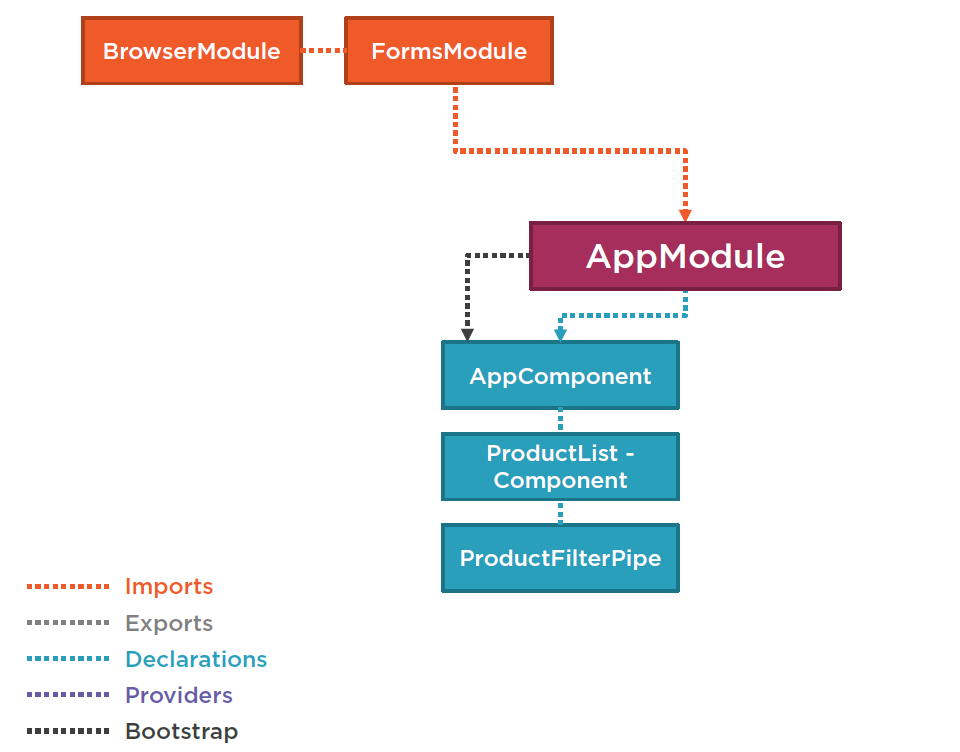 BrowserModule
FormsModule
AppModule
AppComponent
ProductList -
Component
ProductFilterPipe
Imports
Exports
Declarations
Providers
Bootstrap